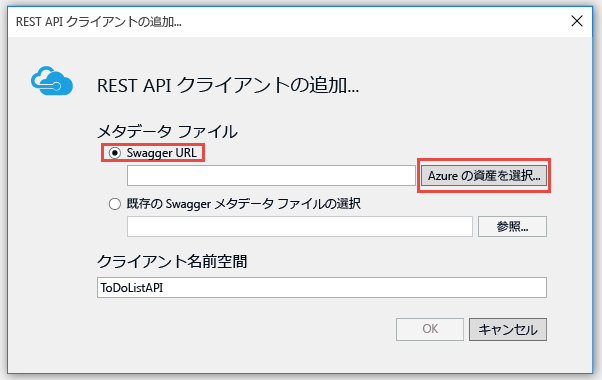 REST API クライアントの追加...
REST API クライアントの追加...
メタデータ ファイル
Swagger URL
Azure の資産を選択...
既存の Swagger メタデータ ファイルの選択
参照...
クライアント名前空間
ToDoListAPI
OK キャンセル